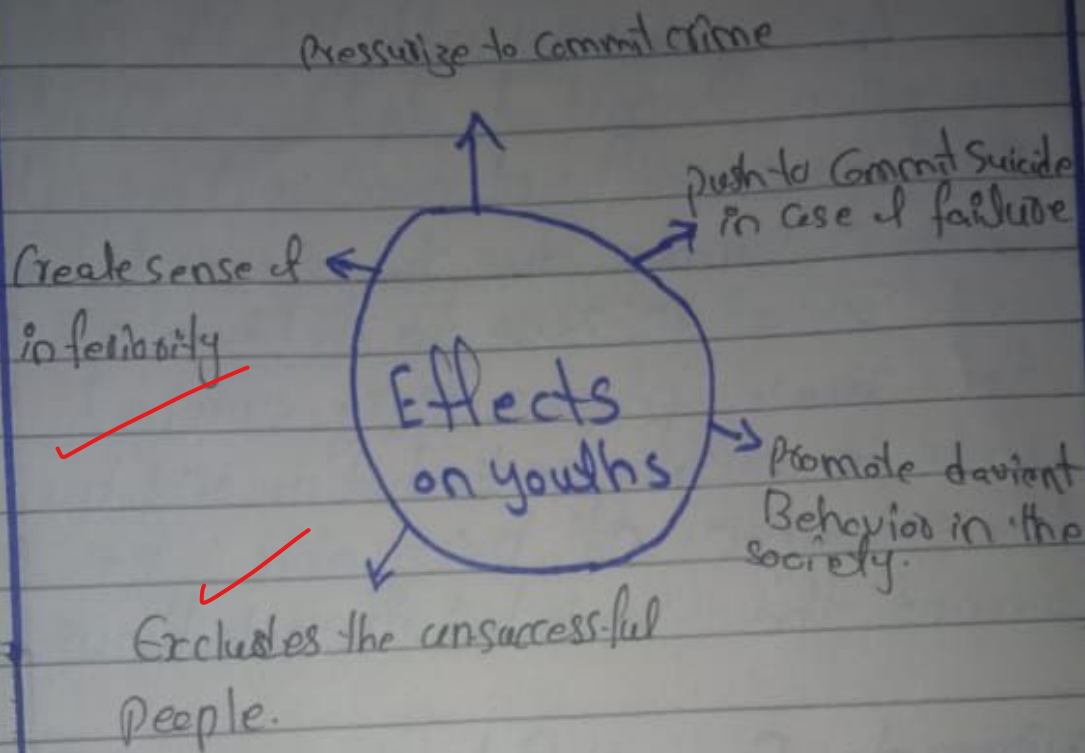 Pressurize to Commit crime
push to Commit Suicide
in case of failure
Create sense of
inferiority
Effects
on youths
Promote davient
Behavior in the
society.
Excludes the unsuccessful
people.